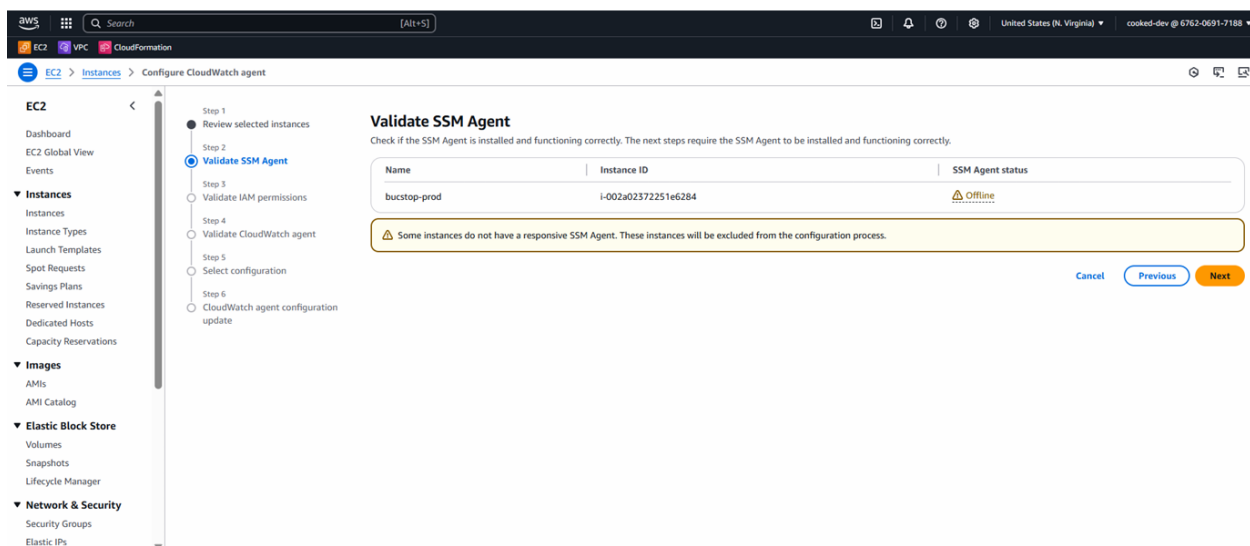 aws
Search
[Alt+S]
United States (N. Virginia)
cooked-dev @ 6762-0691-7188
EC2 VPC CloudFormation
EC2 > Instances > Configure CloudWatch agent
EC2
Dashboard
EC2 Global View
Events
Instances
Instances
Instance Types
Launch Templates
Spot Requests
Savings Plans
Reserved Instances
Dedicated Hosts
Capacity Reservations
Images
AMIs
AMI Catalog
Elastic Block Store
Volumes
Snapshots
Lifecycle Manager
Network & Security
Security Groups
Elastic IPs
Step 1
Review selected instances
Step 2
Validate SSM Agent
Step 3
Validate IAM permissions
Step 4
Validate CloudWatch agent
Step 5
Select configuration
Step 6
CloudWatch agent configuration
update
Validate SSM Agent
Check if the SSM Agent is installed and functioning correctly. The next steps require the SSM Agent to be installed and functioning correctly.
Name Instance ID SSM Agent status
bucstop-prod i-002a02372251e6284 Offline
Some instances do not have a responsive SSM Agent. These instances will be excluded from the configuration process.
Cancel Previous Next